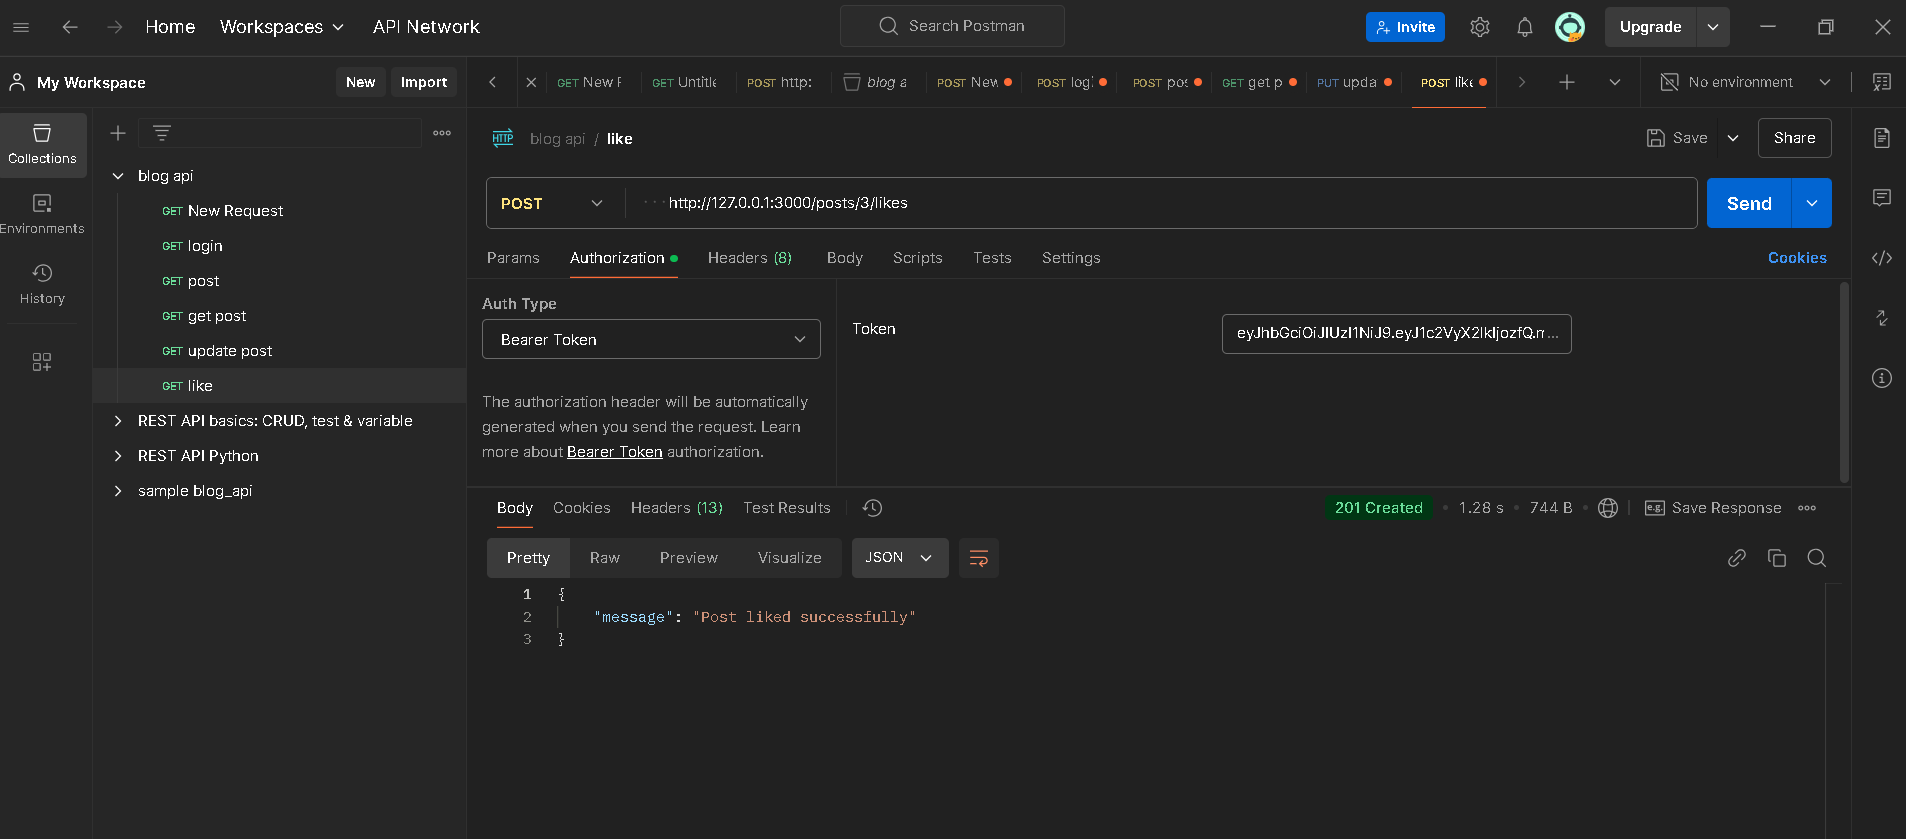 Home Workspaces API Network Search Postman Invite Upgrade
My Workspace New Import
GET New F GET Untitle POST http: blog a POST New POST log: POST pos GET get p PUT upda POST like No environment
Collections
Environments
History
blog api
GET New Request
GET login
GET post
GET get post
GET update post
GET like
REST API basics: CRUD, test & variable
REST API Python
sample blog_api
HTTP blog api / like Save Share
POST http://127.0.0.1:3000/posts/3/likes Send
Params Authorization Headers (8) Body Scripts Tests Settings Cookies
Auth Type
Bearer Token
Token eyJhbGciOiJIUzI1NiJ9.eyJ1c2VyX2lkIjozfQ.m...
The authorization header will be automatically
generated when you send the request. Learn
more about Bearer Token authorization.
Body Cookies Headers (13) Test Results 201 Created • 1.28 s • 744 B e.g. Save Response
Pretty Raw Preview Visualize JSON
1 {
2 "message": "Post liked successfully"
3 }